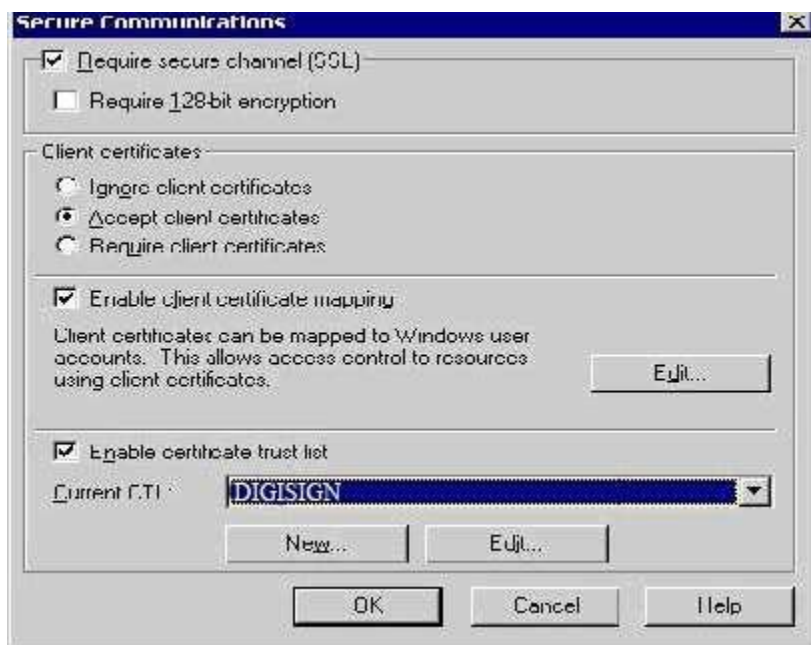 Secure Communications
Require secure channel (SSL)
Require 128-bit encryption
Client certificates
Ignore client certificates
Accept client certificates
Require client certificates
Enable client certificate mapping
Client certificates can be mapped to Windows user
accounts. This allows access control to resources
using client certificates.
Edit...
Enable certificate trust list
Current CTL:
DIGISIGN
New... Edit...
OK Cancel Help